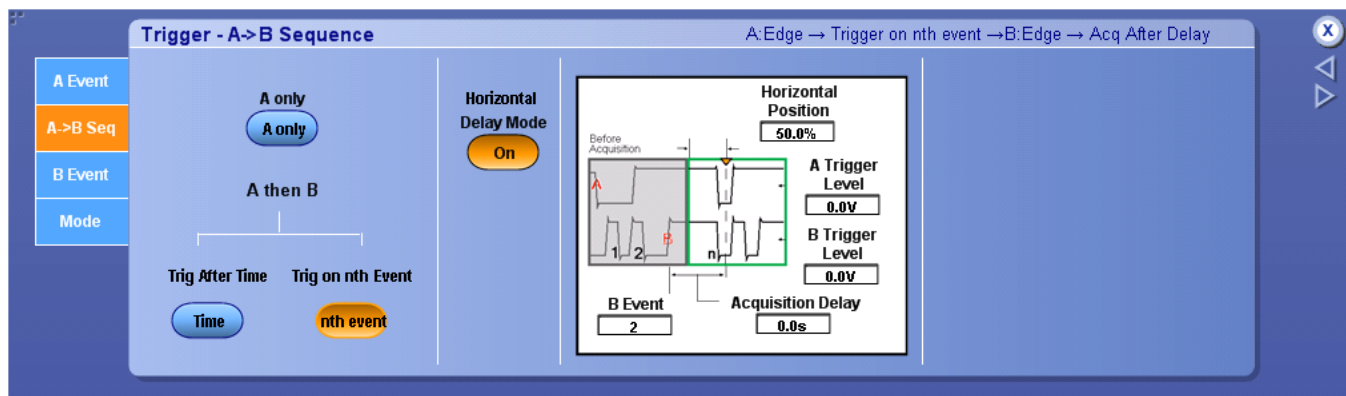 Trigger - A->B Sequence
A:Edge → Trigger on nth event →B:Edge → Acq After Delay
X
A Event
A->B Seq
B Event
Mode
A only
A only
A then B
Trig After Time
Time
Trig on nth Event
nth event
Horizontal
Delay Mode
On
Horizontal
Position
50.0%
Before
Acquisition
A
1 2
B
n
A Trigger
Level
0.0V
B Trigger
Level
0.0V
B Event
2
Acquisition Delay
0.0s